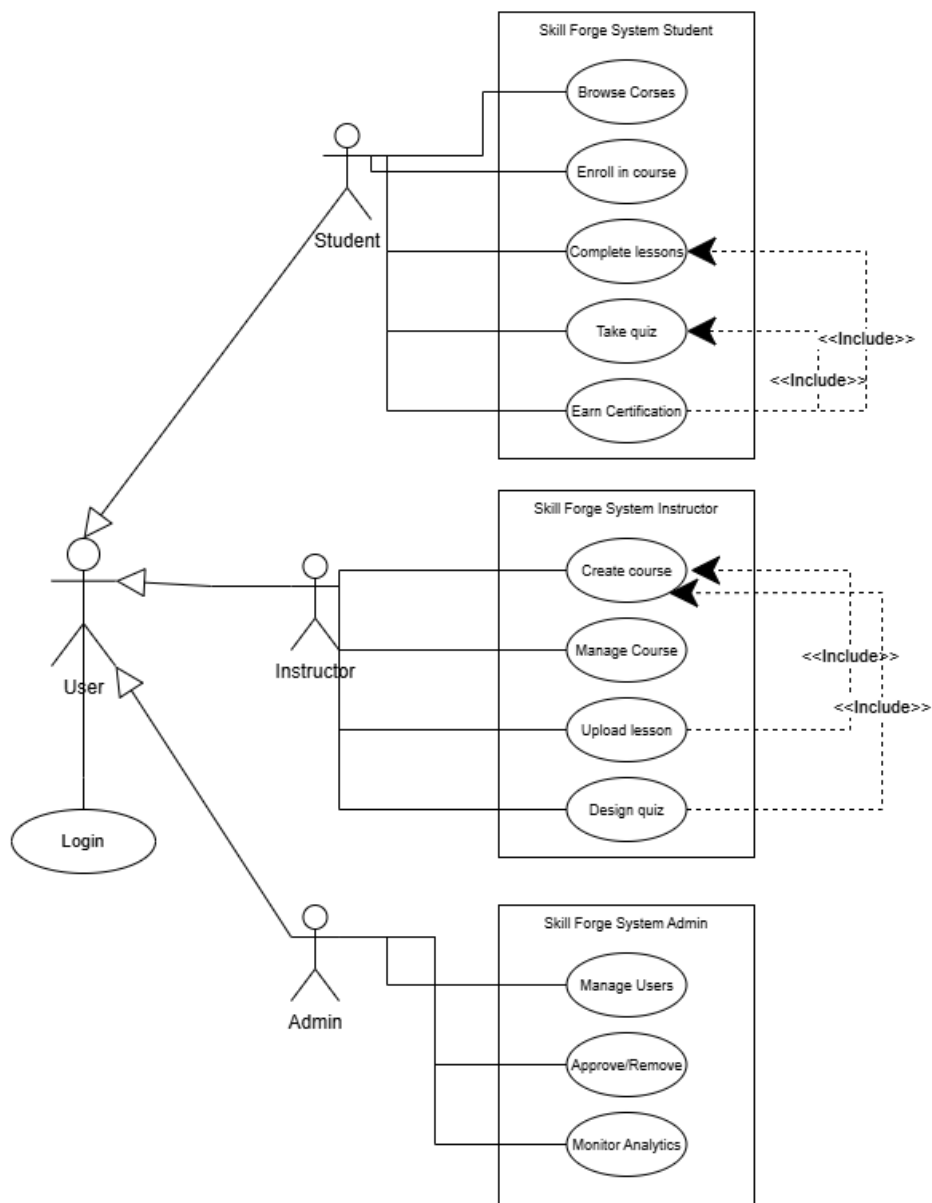 Skill Forge System Student
Browse Corses
Enroll in course
Student
Complete lessons
Take quiz
<<Include>>
<<Include>>
Earn Certification
Skill Forge System Instructor
Create course
Manage Course
<<Include>>
Instructor
User
<<Include>>
Upload lesson
Design quiz
Login
Skill Forge System Admin
Manage Users
Admin
Approve/Remove
Monitor Analytics